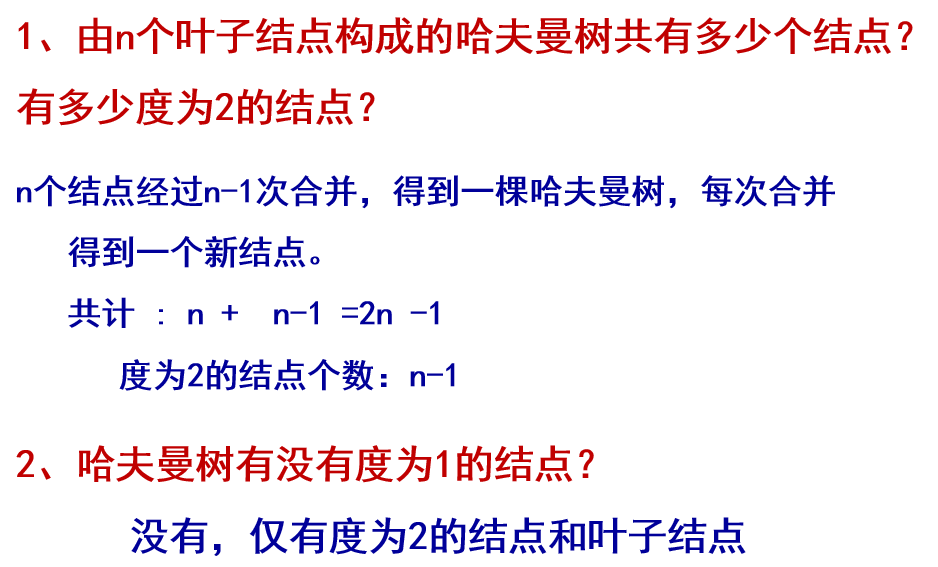 1、由n个叶子结点构成的哈夫曼树共有多少个结点？
有多少度为2的结点？
n个结点经过n-1次合并，得到一棵哈夫曼树，每次合并
得到一个新结点。
共计 : n + n-1 =2n -1
度为2的结点个数：n-1
2、哈夫曼树有没有度为1的结点？
没有，仅有度为2的结点和叶子结点